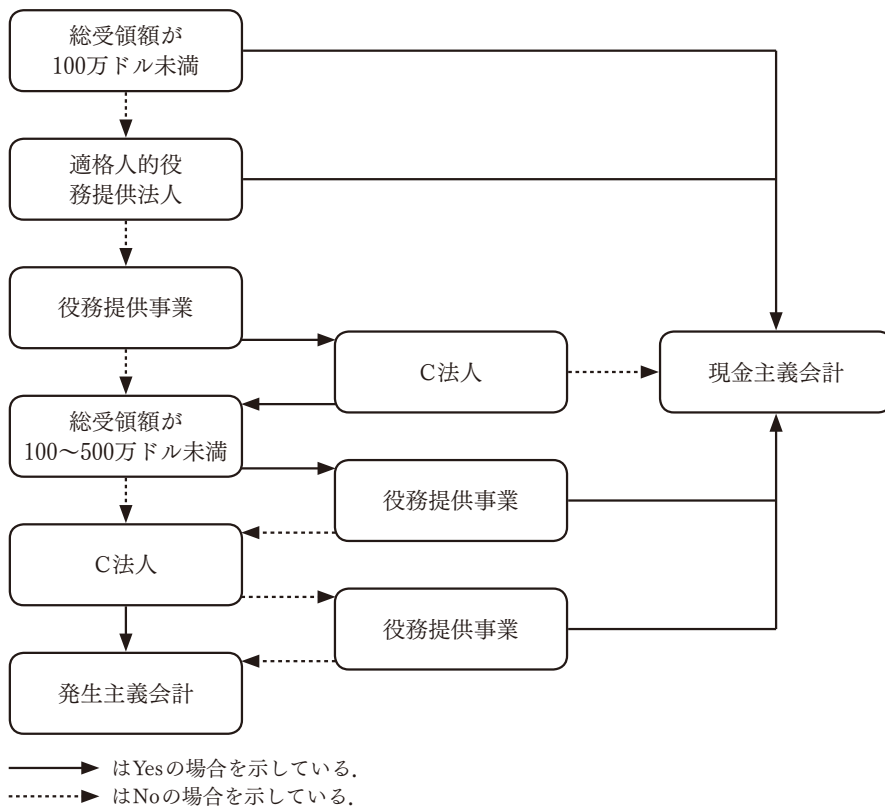 総受領額が
100万ドル未満
適格人的役
務提供法人
役務提供事業
C法人
現金主義会計
総受領額が
100〜500万ドル未満
役務提供事業
C法人
役務提供事業
発生主義会計
はYesの場合を示している.
はNoの場合を示している.